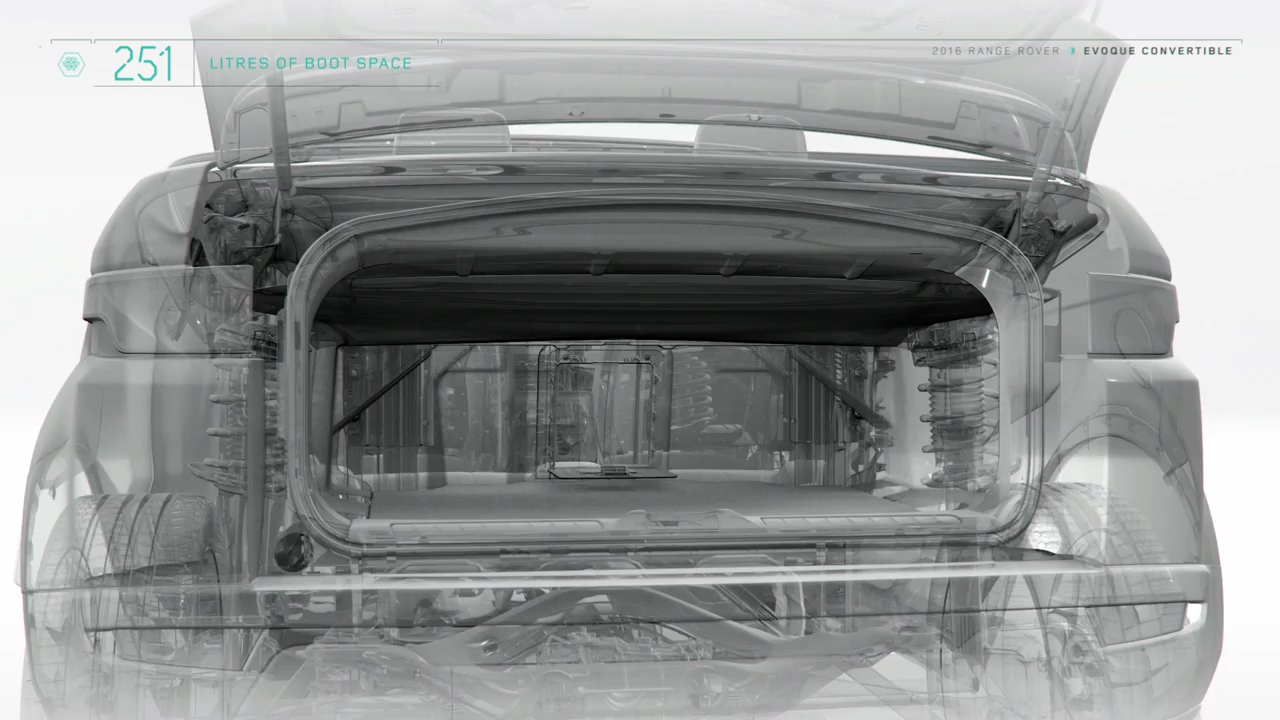 251 LITRES OF BOOT SPACE
2016 RANGE ROVER EVOQUE CONVERTIBLE